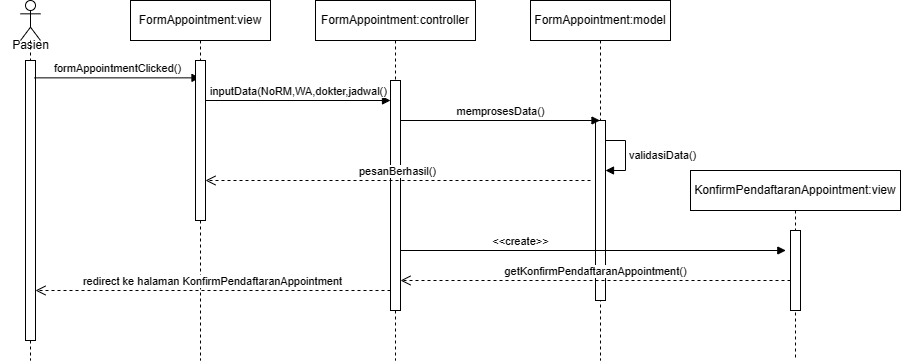 FormAppointment:view
FormAppointment:controller
FormAppointment:model
Pasien
formAppointmentClicked()
inputData(NoRM,WA,dokter,jadwal()
memprosesData()
validasiData()
pesanBerhasil()
KonfirmPendaftaranAppointment:view
<<create>>
getKonfirmPendaftaranAppointment()
redirect ke halaman KonfirmPendaftaranAppointment